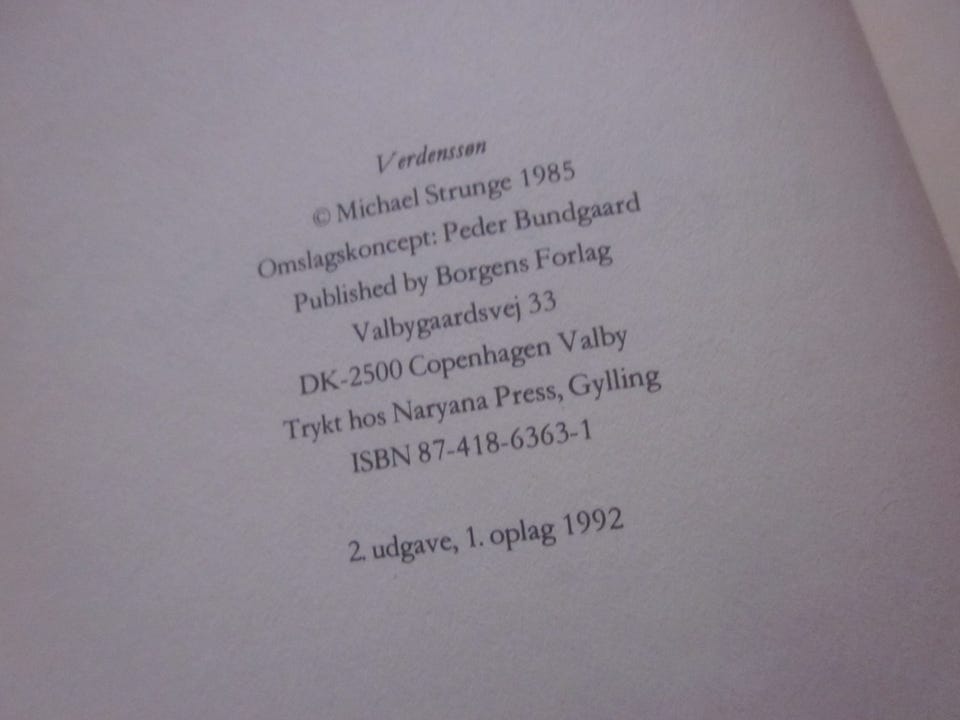 Verdenssøn
© Michael Strunge 1985
Omslagskoncept: Peder Bundgaard
Published by Borgens Forlag
Valbygaardsvej 33
DK-2500 Copenhagen Valby
Trykt hos Naryana Press, Gylling
ISBN 87-418-6363-1
2. udgave, 1. oplag 1992